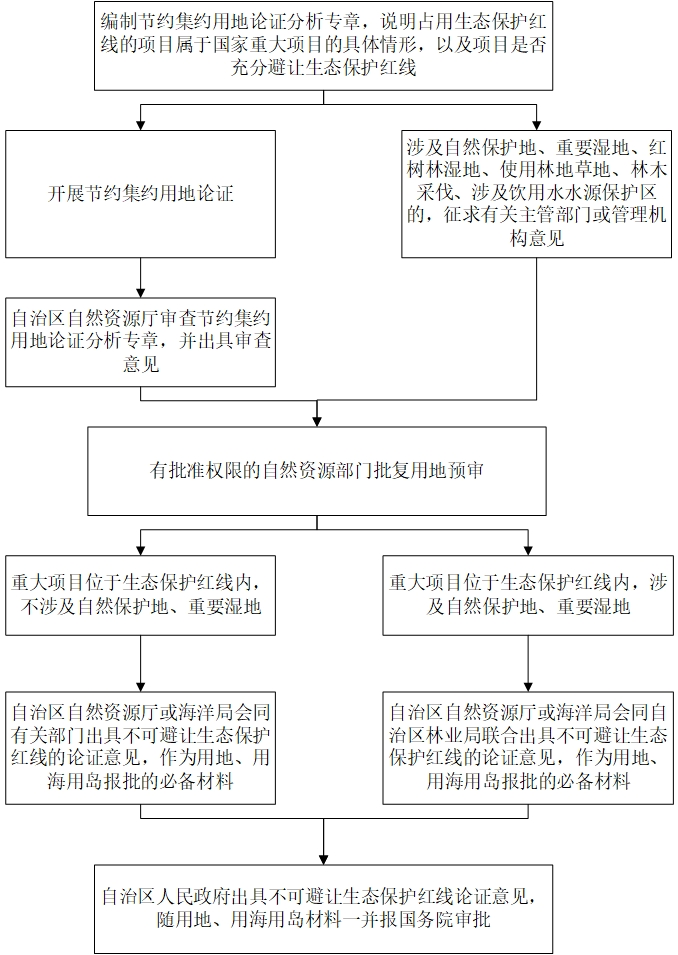 编制节约集约用地论证分析专章，说明占用生态保护红
线的项目属于国家重大项目的具体情形，以及项目是否
充分避让生态保护红线
开展节约集约用地论证
涉及自然保护地、重要湿地、红
树林湿地、使用林地草地、林木
采伐、涉及饮用水水源保护区
的，征求有关主管部门或管理机
构意见
自治区自然资源厅审查节约集约
用地论证分析专章，并出具审查
意见
有批准权限的自然资源部门批复用地预审
重大项目位于生态保护红线内，
不涉及自然保护地、重要湿地
重大项目位于生态保护红线内，涉
及自然保护地、重要湿地
自治区自然资源厅或海洋局会同
有关部门出具不可避让生态保护
红线的论证意见，作为用地、用
海用岛报批的必备材料
自治区自然资源厅或海洋局会同自
治区林业局联合出具不可避让生态
保护红线的论证意见，作为用地、
用海用岛报批的必备材料
自治区人民政府出具不可避让生态保护红线论证意见，
随用地、用海用岛材料一并报国务院审批